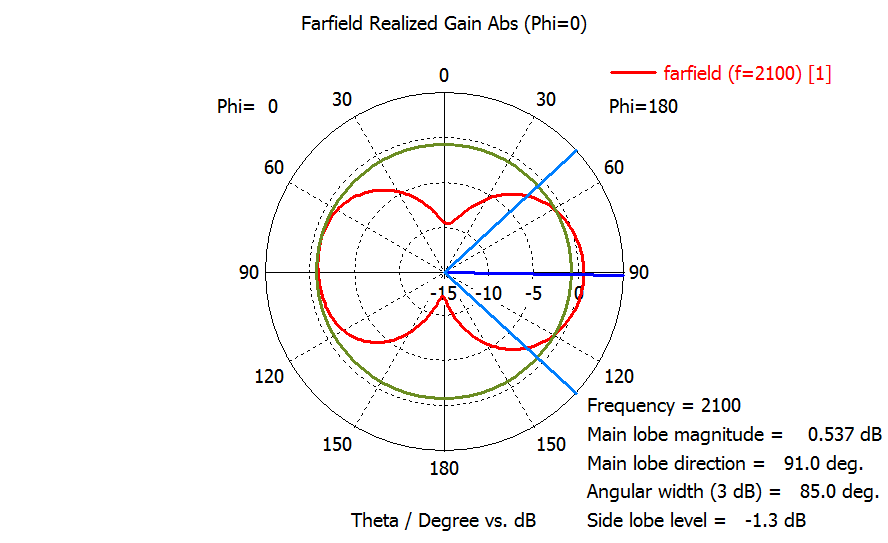 Farfield Realized Gain Abs (Phi=0)
farfield (f=2100) [1]
0
Phi= 0
30
30
Phi=180
60
60
90
-15
-10
-5
0
90
120
120
150
150
180
Frequency = 2100
Main lobe magnitude = 0.537 dB
Main lobe direction = 91.0 deg.
Angular width (3 dB) = 85.0 deg.
Side lobe level = -1.3 dB
Theta / Degree vs. dB